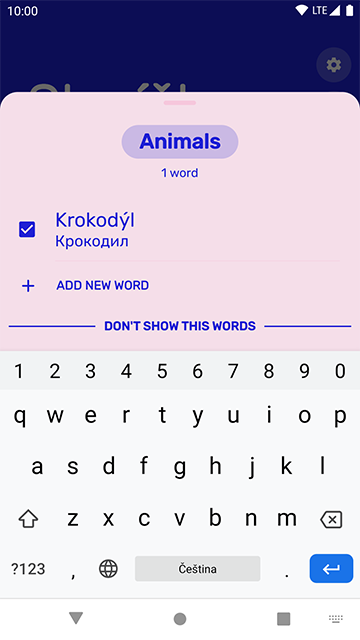 10:00
LTE
Animals
1 word
Krokodýl
Крокодил
+ ADD NEW WORD
DON'T SHOW THIS WORDS
1 2 3 4 5 6 7 8 9 0
q w e r t y u i o p
a s d f g h j k l
z x c v b n m
?123 , Čeština .